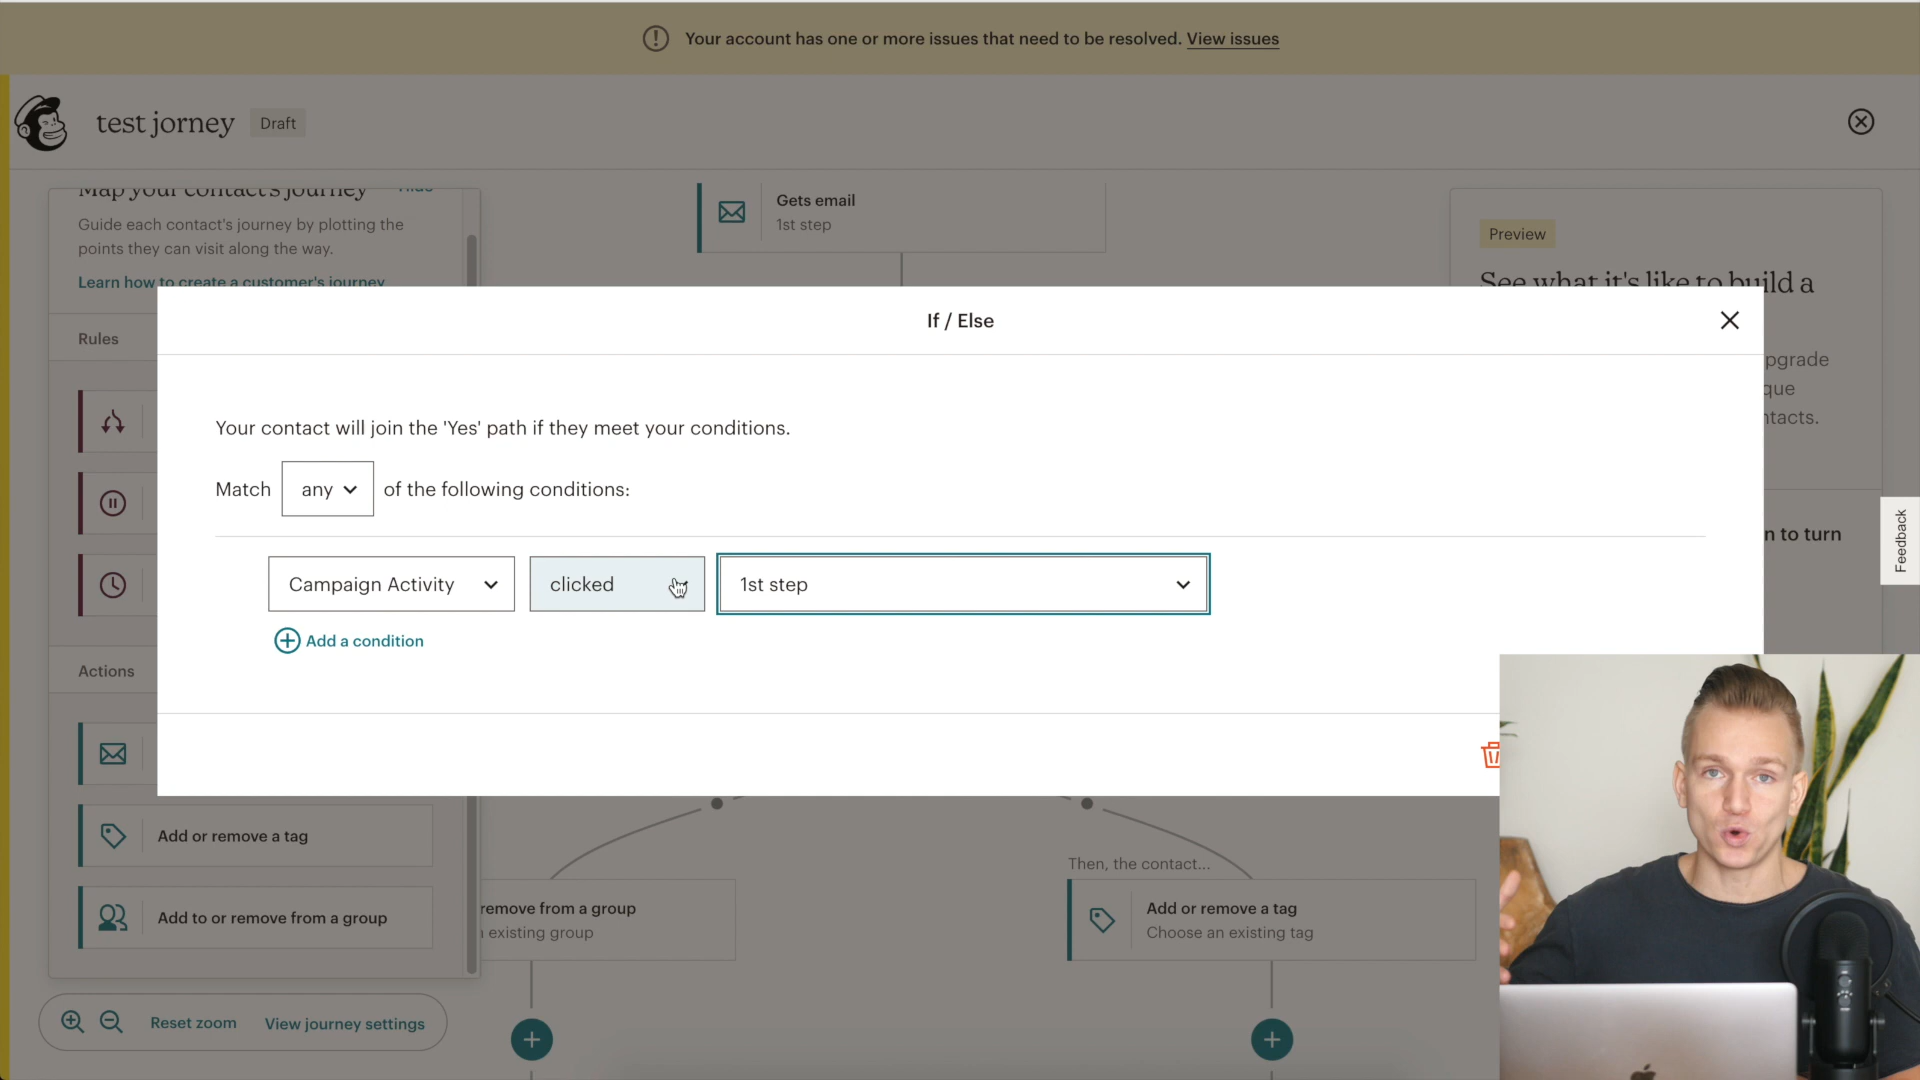 Your account has one or more issues that need to be resolved. View issues
test jorney
Draft
Map your contact's journey
Hide
Guide each contact's journey by plotting the
points they can visit along the way.
Learn how to create a customer's journey
Rules
Actions
Add or remove a tag
Add to or remove from a group
Reset zoom
View journey settings
Gets email
1st step
Preview
See what it's like to build a
pgrade
que
ntacts.
n to turn
Feedback
If / Else
Your contact will join the 'Yes' path if they meet your conditions.
Match any of the following conditions:
Campaign Activity
clicked
1st step
Add a condition
remove from a group
existing group
Then, the contact...
Add or remove a tag
Choose an existing tag